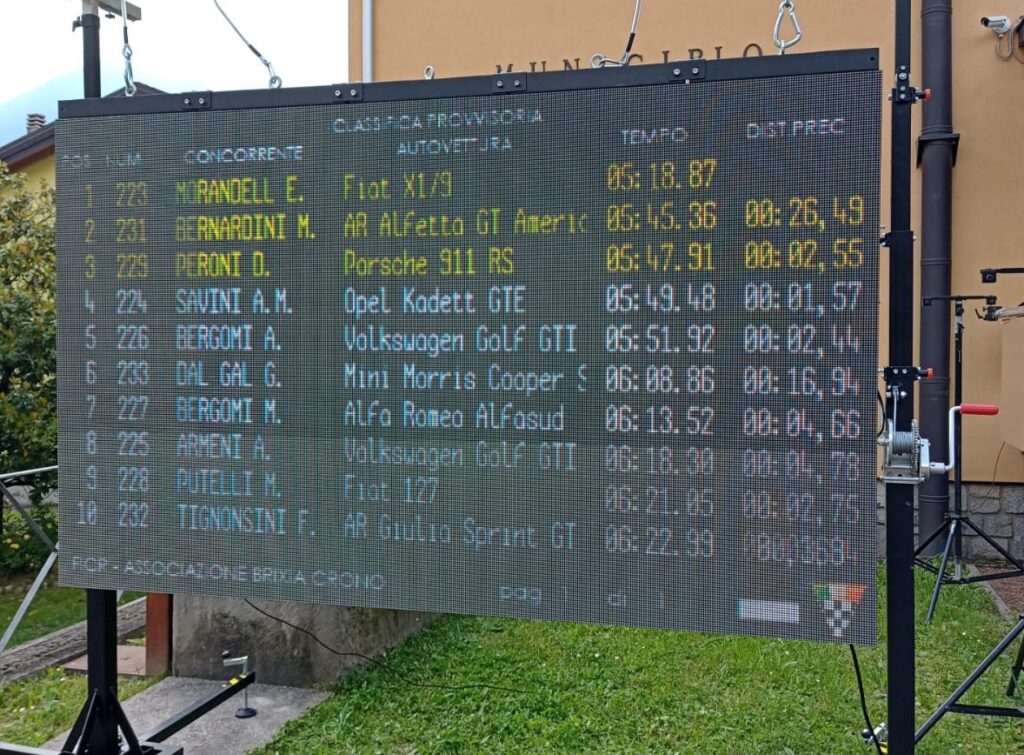 MUNICIPIO
CLASSIFICA PROVVISORIA
POS NUM CONCORRENTE AUTOVETTURA TEMPO DIST PREC
1 223 MORANDELL E. Fiat X1/9 05:18.87
2 231 BERNARDINI M. AR Alfetta GT Americ 05:45.36 00:26,49
3 229 PERONI D. Porsche 911 RS 05:47.91 00:02,55
4 224 SAVINI A.M. Opel Kadett GTE 05:49.48 00:01,57
5 226 BERGOMI A. Volkswagen Golf GTI 05:51.92 00:02,44
6 233 DAL GAL G. Mini Morris Cooper S 06:08.86 00:16,94
7 227 BERGOMI M. Alfa Romeo Alfasud 06:13.52 00:04,66
8 225 ARMENI A. Volkswagen Golf GTI 06:18.30 00:04,78
9 228 PUTELLI M. Fiat 127 06:21.05 00:02,75
10 232 TIGNONSINI F. AR Giulia Sprint GT 06:22.99
FICR - ASSOCIAZIONE BRIXIA CRONO pag 1 di 1